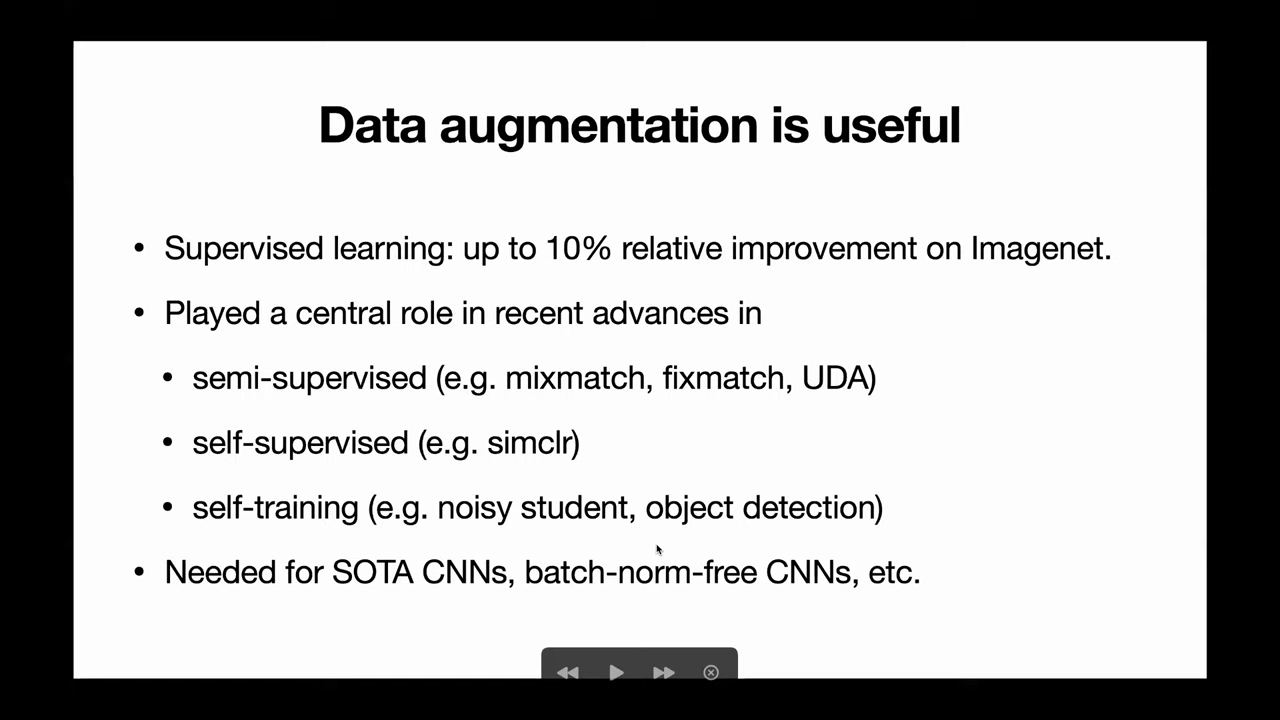 Data augmentation is useful
• Supervised learning: up to 10% relative improvement on Imagenet.
• Played a central role in recent advances in
• semi-supervised (e.g. mixmatch, fixmatch, UDA)
• self-supervised (e.g. simclr)
• self-training (e.g. noisy student, object detection)
• Needed for SOTA CNNs, batch-norm-free CNNs, etc.